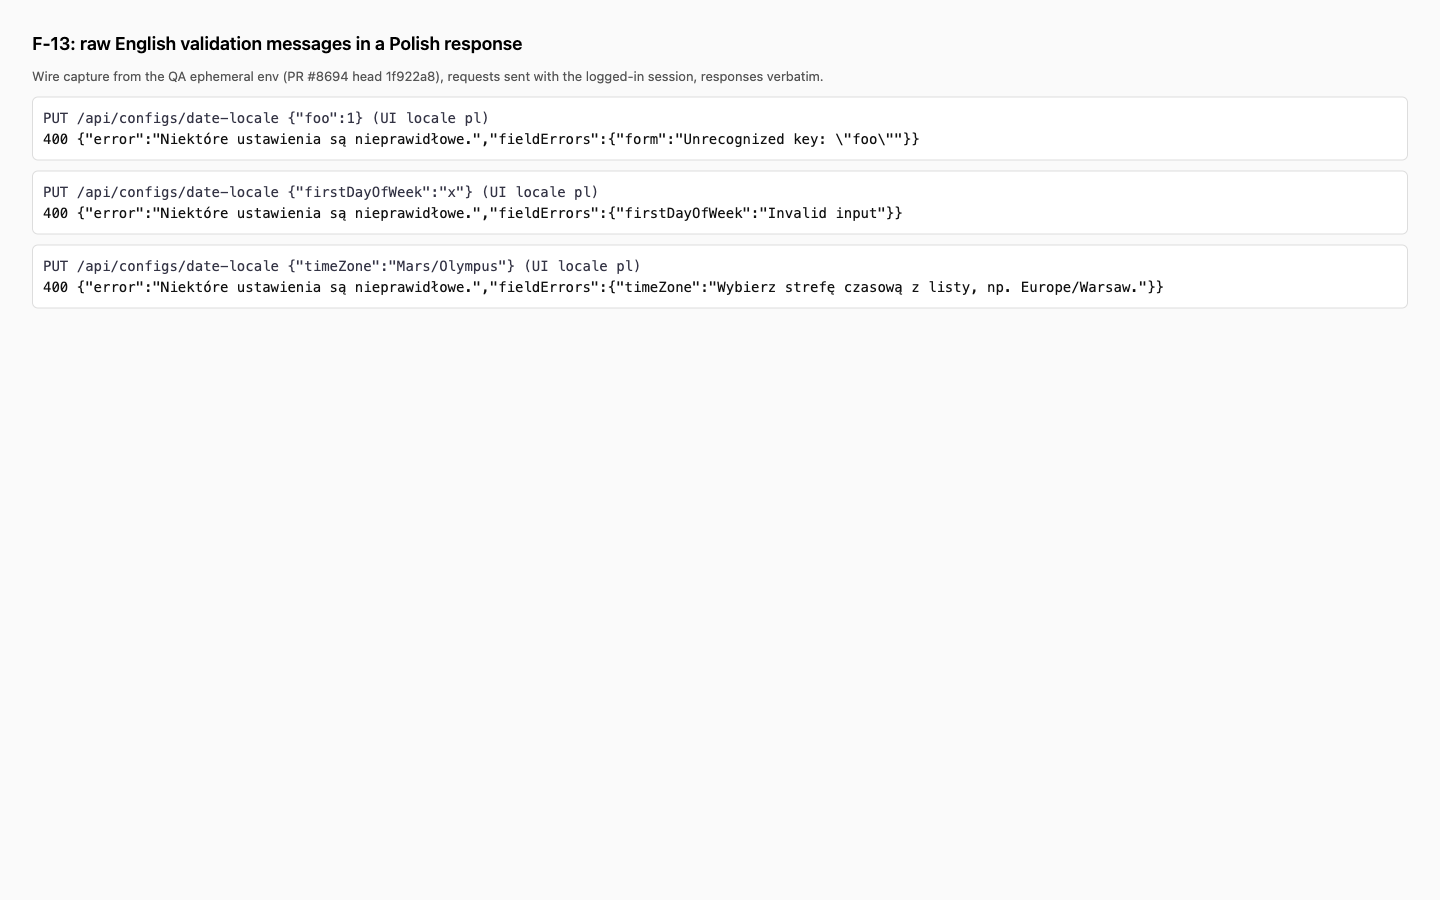 F-13: raw English validation messages in a Polish response
Wire capture from the QA ephemeral env (PR #8694 head 1f922a8), requests sent with the logged-in session, responses verbatim.
PUT /api/configs/date-locale {"foo":1} (UI locale pl)
400 {"error":"Niektóre ustawienia są nieprawidłowe.","fieldErrors":{"form":"Unrecognized key: \"foo\""}}
PUT /api/configs/date-locale {"firstDayOfWeek":"x"} (UI locale pl)
400 {"error":"Niektóre ustawienia są nieprawidłowe.","fieldErrors":{"firstDayOfWeek":"Invalid input"}}
PUT /api/configs/date-locale {"timeZone":"Mars/Olympus"} (UI locale pl)
400 {"error":"Niektóre ustawienia są nieprawidłowe.","fieldErrors":{"timeZone":"Wybierz strefę czasową z listy, np. Europe/Warsaw."}}